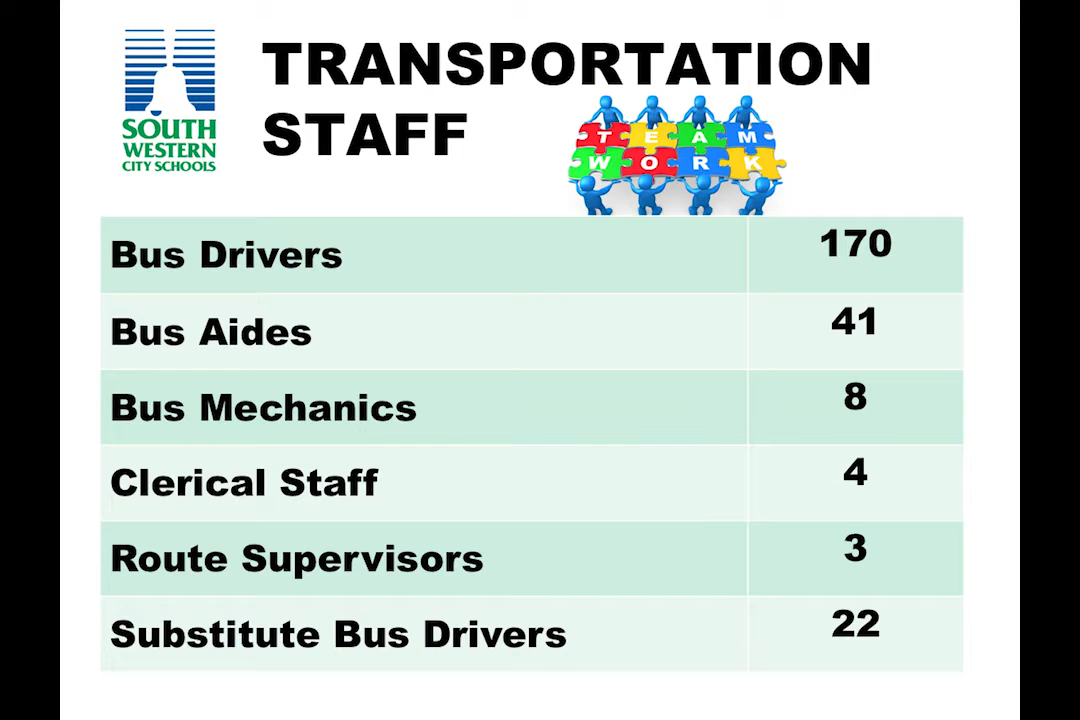 SOUTH
WESTERN
CITY SCHOOLS
TRANSPORTATION
STAFF
TEAM
WORK
Bus Drivers 170
Bus Aides 41
Bus Mechanics 8
Clerical Staff 4
Route Supervisors 3
Substitute Bus Drivers 22